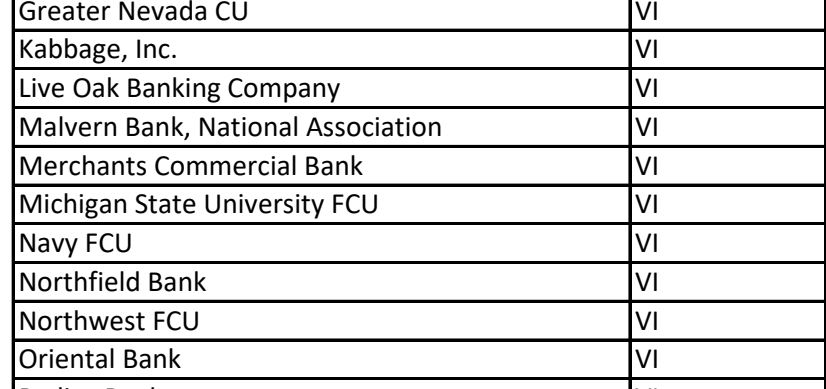 Greater Nevada CU VI
Kabbage, Inc. VI
Live Oak Banking Company VI
Malvern Bank, National Association VI
Merchants Commercial Bank VI
Michigan State University FCU VI
Navy FCU VI
Northfield Bank VI
Northwest FCU VI
Oriental Bank VI